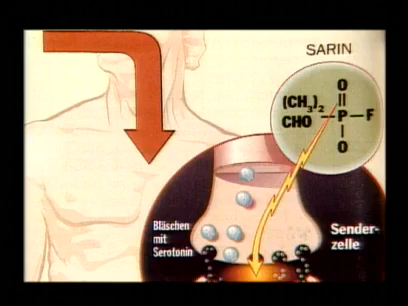 SARIN
O
(CH3)2
CHO
P
F
O
Bläschen
mit
Serotonin
Sender-
zelle